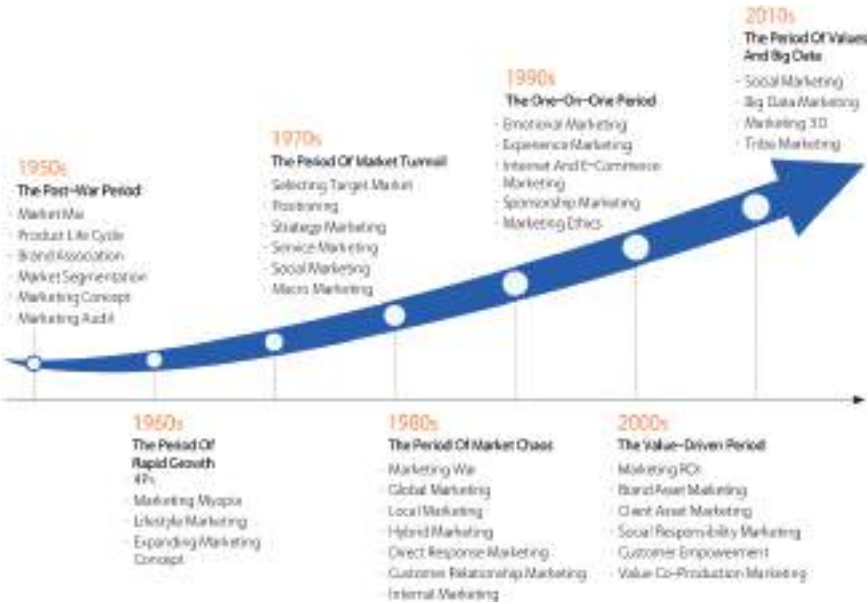 1950s
The Post-War Period
· Market Mix
· Product Life Cycle
· Brand Association
· Market Segmentation
· Marketing Concept
· Marketing Audit
1960s
The Period Of
Rapid Growth
4Ps
· Marketing Myopia
· Lifestyle Marketing
· Expanding Marketing
Concept
1970s
The Period Of Market Turmoil
· Selecting Target Market
· Positioning
· Strategy Marketing
· Service Marketing
· Social Marketing
· Macro Marketing
1980s
The Period Of Market Chaos
· Marketing War
· Global Marketing
· Local Marketing
· Hybrid Marketing
· Direct Response Marketing
· Customer Relationship Marketing
· Internal Marketing
1990s
The One-On-One Period
· Emotional Marketing
· Experience Marketing
· Internet And E-Commerce
Marketing
· Sponsorship Marketing
· Marketing Ethics
2000s
The Value-Driven Period
· Marketing ROI
· Brand Asset Marketing
· Client Asset Marketing
· Social Responsibility Marketing
· Customer Empowerment
· Value Co-Production Marketing
2010s
The Period Of Values
And Big Data
· Social Marketing
· Big Data Marketing
· Marketing 3.0
· Tribe Marketing